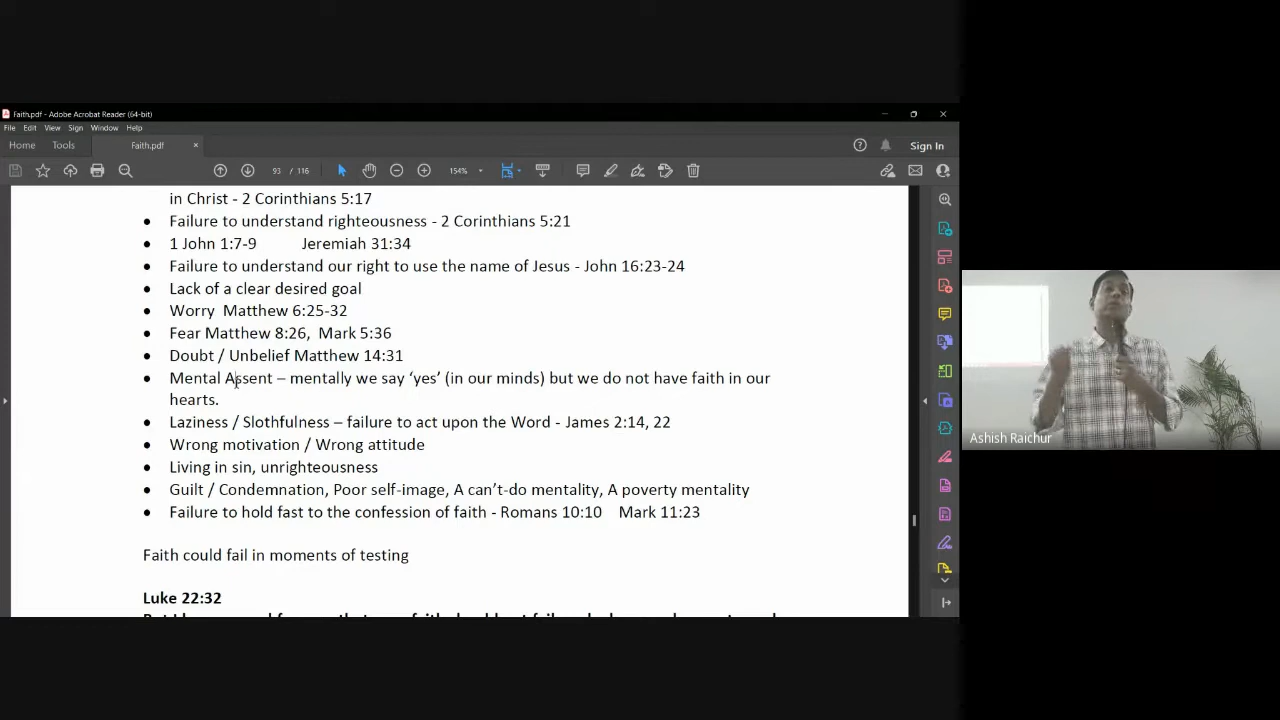 Faith.pdf - Adobe Acrobat Reader (64-bit)
File Edit View Sign Window Help
Home Tools Faith.pdf × Sign In
93 / 116 154%
in Christ - 2 Corinthians 5:17
• Failure to understand righteousness - 2 Corinthians 5:21
• 1 John 1:7-9 Jeremiah 31:34
• Failure to understand our right to use the name of Jesus - John 16:23-24
• Lack of a clear desired goal
• Worry Matthew 6:25-32
• Fear Matthew 8:26, Mark 5:36
• Doubt / Unbelief Matthew 14:31
• Mental Assent – mentally we say ‘yes’ (in our minds) but we do not have faith in our
hearts.
• Laziness / Slothfulness – failure to act upon the Word - James 2:14, 22
• Wrong motivation / Wrong attitude
• Living in sin, unrighteousness
• Guilt / Condemnation, Poor self-image, A can’t-do mentality, A poverty mentality
• Failure to hold fast to the confession of faith - Romans 10:10 Mark 11:23
Faith could fail in moments of testing
Luke 22:32
Ashish Raichur